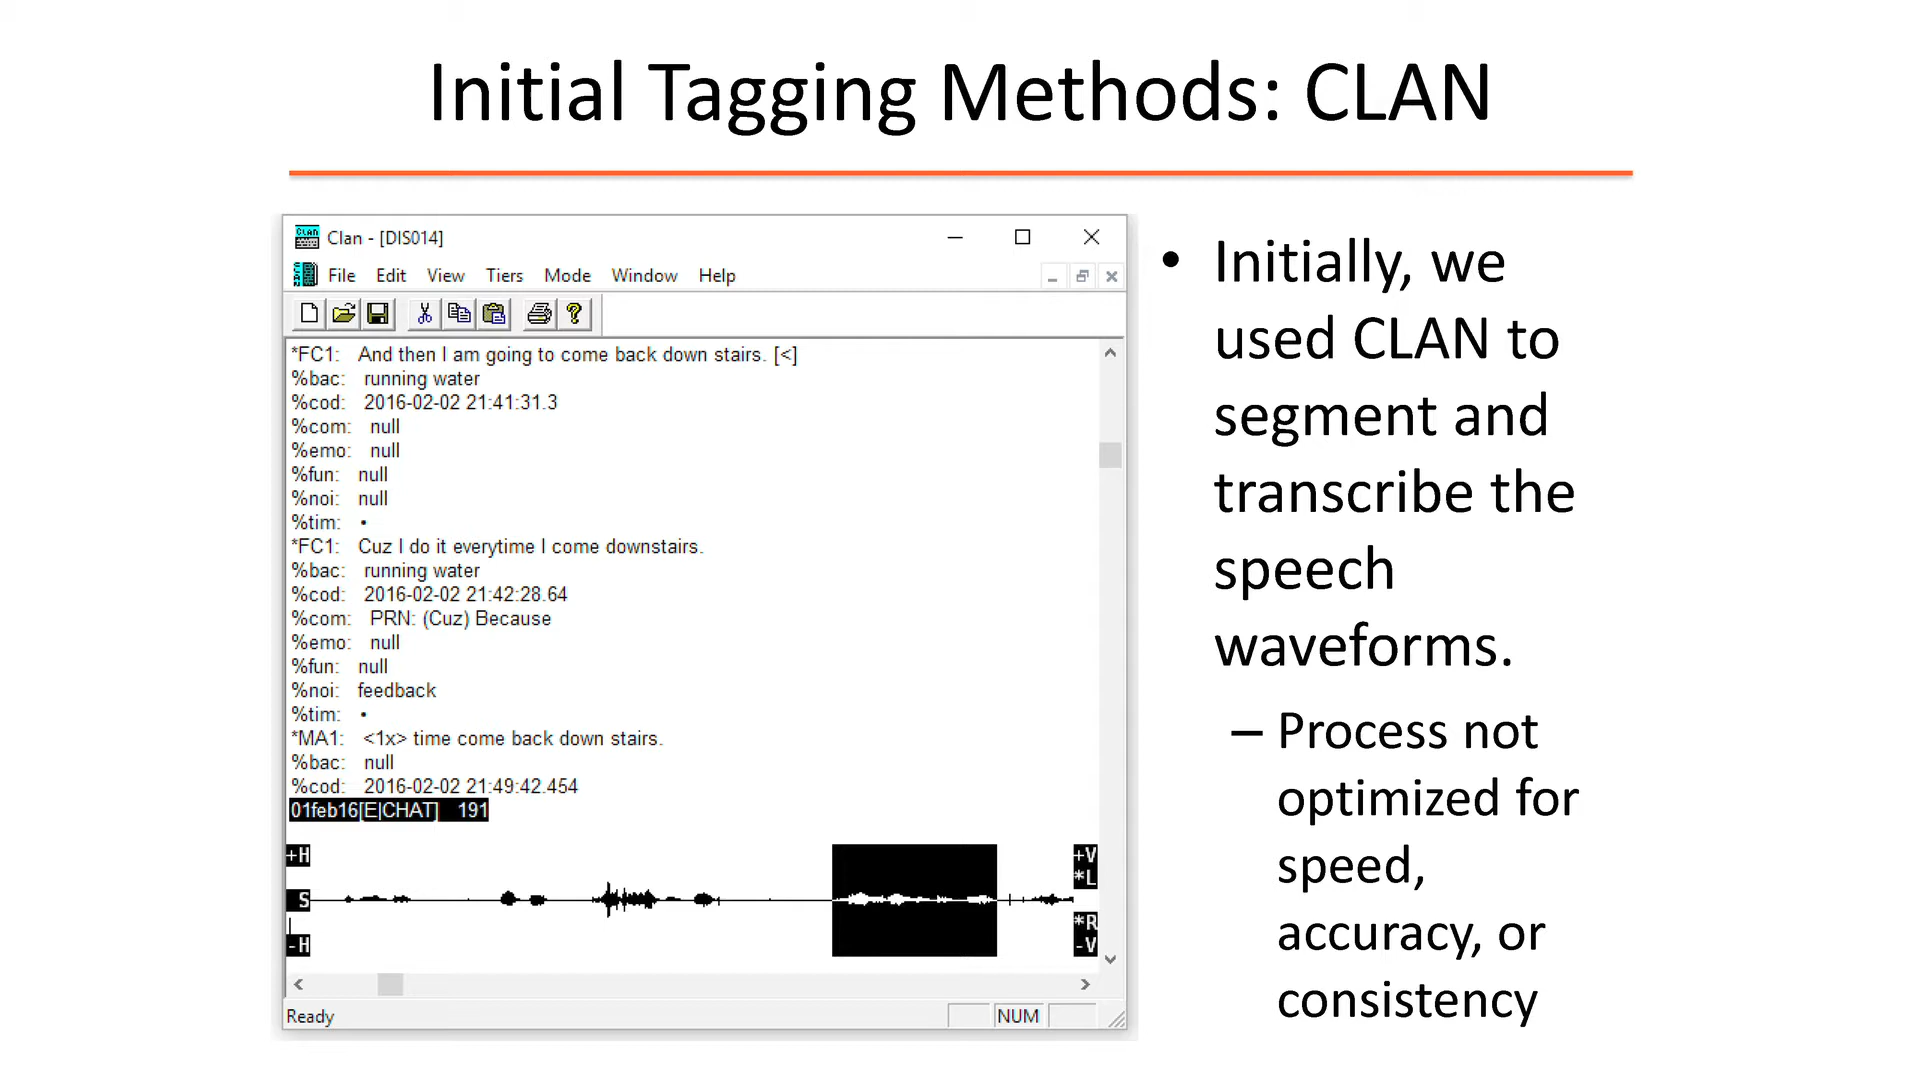 Initial Tagging Methods: CLAN
Clan - [DIS014]
File Edit View Tiers Mode Window Help
*FC1: And then I am going to come back down stairs. [<]
%bac: running water
%cod: 2016-02-02 21:41:31.3
%com: null
%emo: null
%fun: null
%noi: null
%tim: •
*FC1: Cuz I do it everytime I come downstairs.
%bac: running water
%cod: 2016-02-02 21:42:28.64
%com: PRN: (Cuz) Because
%emo: null
%fun: null
%noi: feedback
%tim: •
*MA1: <1x> time come back down stairs.
%bac: null
%cod: 2016-02-02 21:49:42.454
01feb16[E|CHAT] 191
+H
S
-H
+V
*L
*R
-V
Ready
NUM
• Initially, we
used CLAN to
segment and
transcribe the
speech
waveforms.
– Process not
optimized for
speed,
accuracy, or
consistency